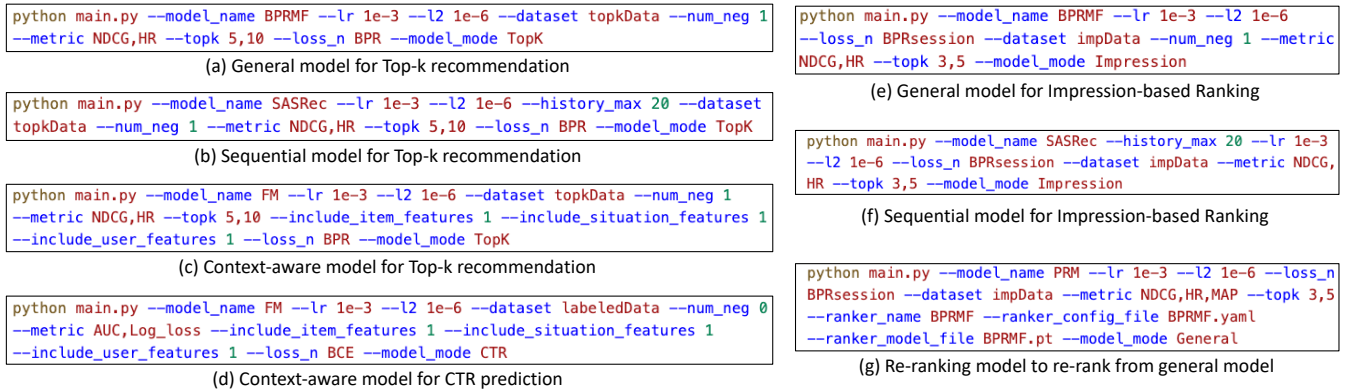 python main.py --model_name BPRMF --lr 1e-3 --l2 1e-6 --dataset topkData --num_neg 1
--metric NDCG,HR --topk 5,10 --loss_n BPR --model_mode TopK
(a) General model for Top-k recommendation
python main.py --model_name SASRec --lr 1e-3 --l2 1e-6 --history_max 20 --dataset
topkData --num_neg 1 --metric NDCG,HR --topk 5,10 --loss_n BPR --model_mode TopK
(b) Sequential model for Top-k recommendation
python main.py --model_name FM --lr 1e-3 --l2 1e-6 --dataset topkData --num_neg 1
--metric NDCG,HR --topk 5,10 --include_item_features 1 --include_situation_features 1
--include_user_features 1 --loss_n BPR --model_mode TopK
(c) Context-aware model for Top-k recommendation
python main.py --model_name FM --lr 1e-3 --l2 1e-6 --dataset labeledData --num_neg 0
--metric AUC,Log_loss --include_item_features 1 --include_situation_features 1
--include_user_features 1 --loss_n BCE --model_mode CTR
(d) Context-aware model for CTR prediction
python main.py --model_name BPRMF --lr 1e-3 --l2 1e-6
--loss_n BPRsession --dataset impData --num_neg 1 --metric
NDCG,HR --topk 3,5 --model_mode Impression
(e) General model for Impression-based Ranking
python main.py --model_name SASRec --history_max 20 --lr 1e-3
--l2 1e-6 --loss_n BPRsession --dataset impData --metric NDCG,
HR --topk 3,5 --model_mode Impression
(f) Sequential model for Impression-based Ranking
python main.py --model_name PRM --lr 1e-3 --l2 1e-6 --loss_n
BPRsession --dataset impData --metric NDCG,HR,MAP --topk 3,5
--ranker_name BPRMF --ranker_config_file BPRMF.yaml
--ranker_model_file BPRMF.pt --model_mode General
(g) Re-ranking model to re-rank from general model